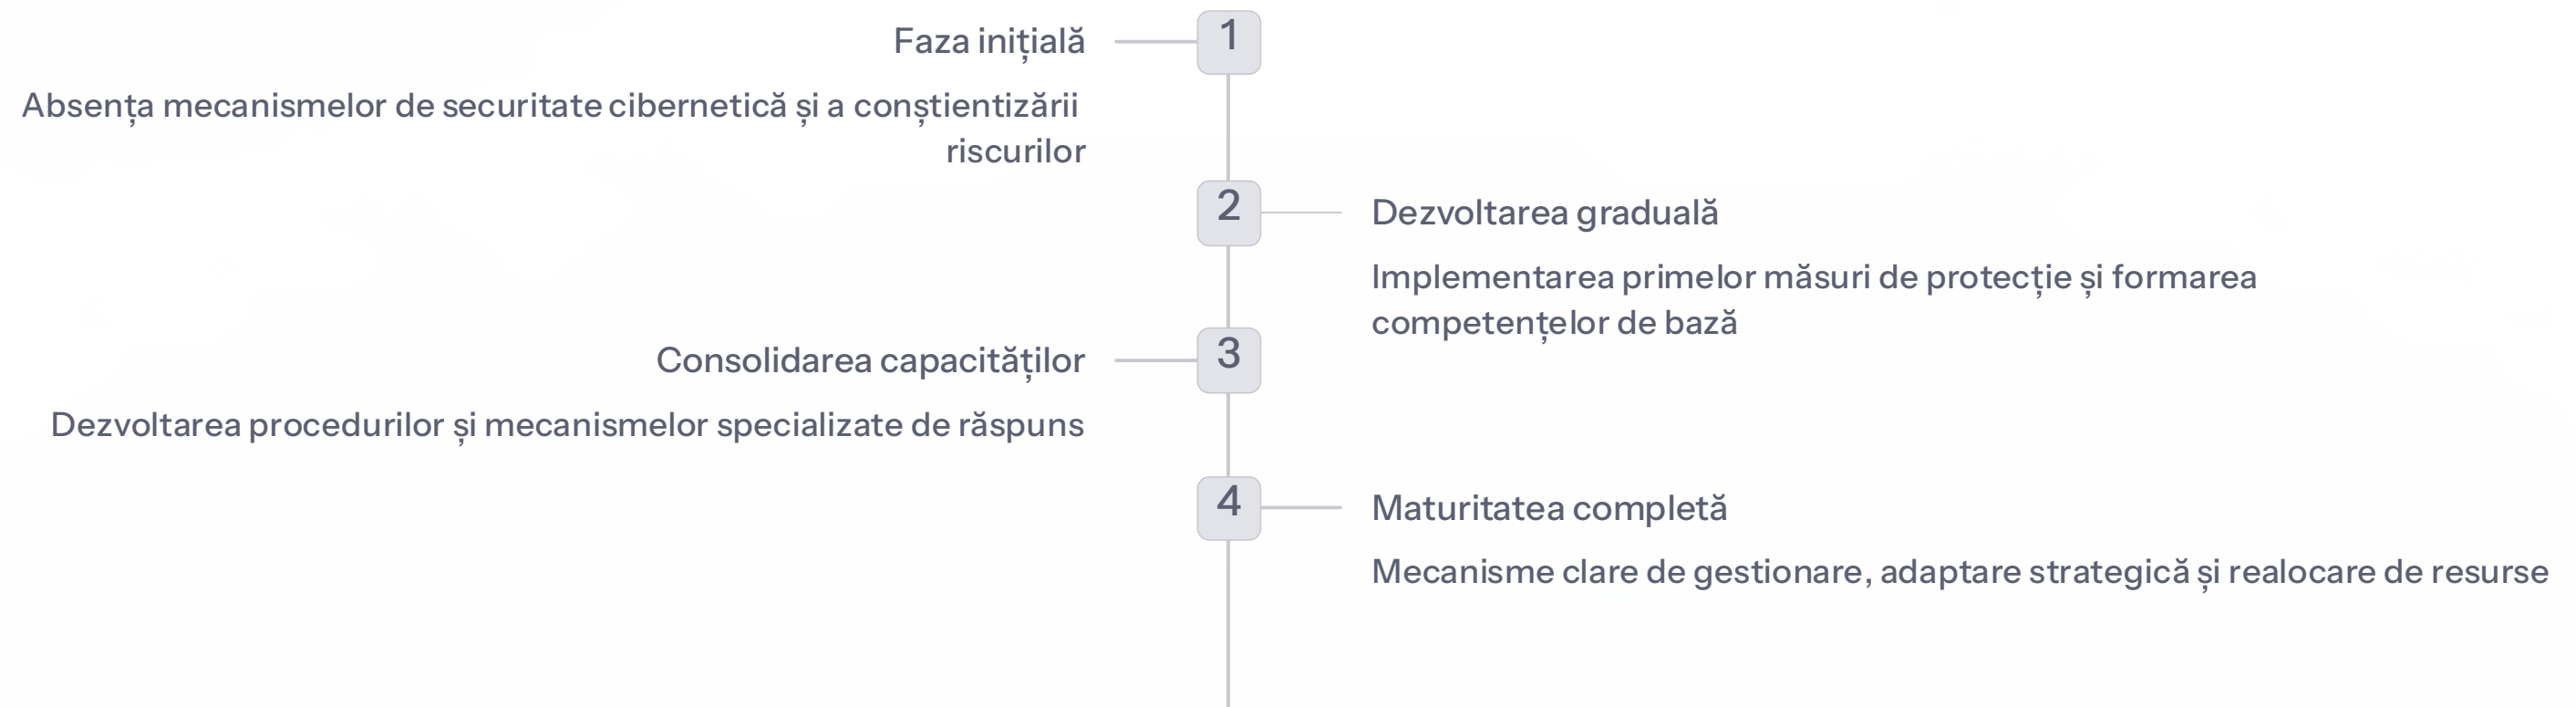 1
Faza inițială
Absența mecanismelor de securitate cibernetică și a conștientizării
riscurilor
2
Dezvoltarea graduală
Implementarea primelor măsuri de protecție și formarea
competențelor de bază
3
Consolidarea capacităților
Dezvoltarea procedurilor și mecanismelor specializate de răspuns
4
Maturitatea completă
Mecanisme clare de gestionare, adaptare strategică și realocare de resurse